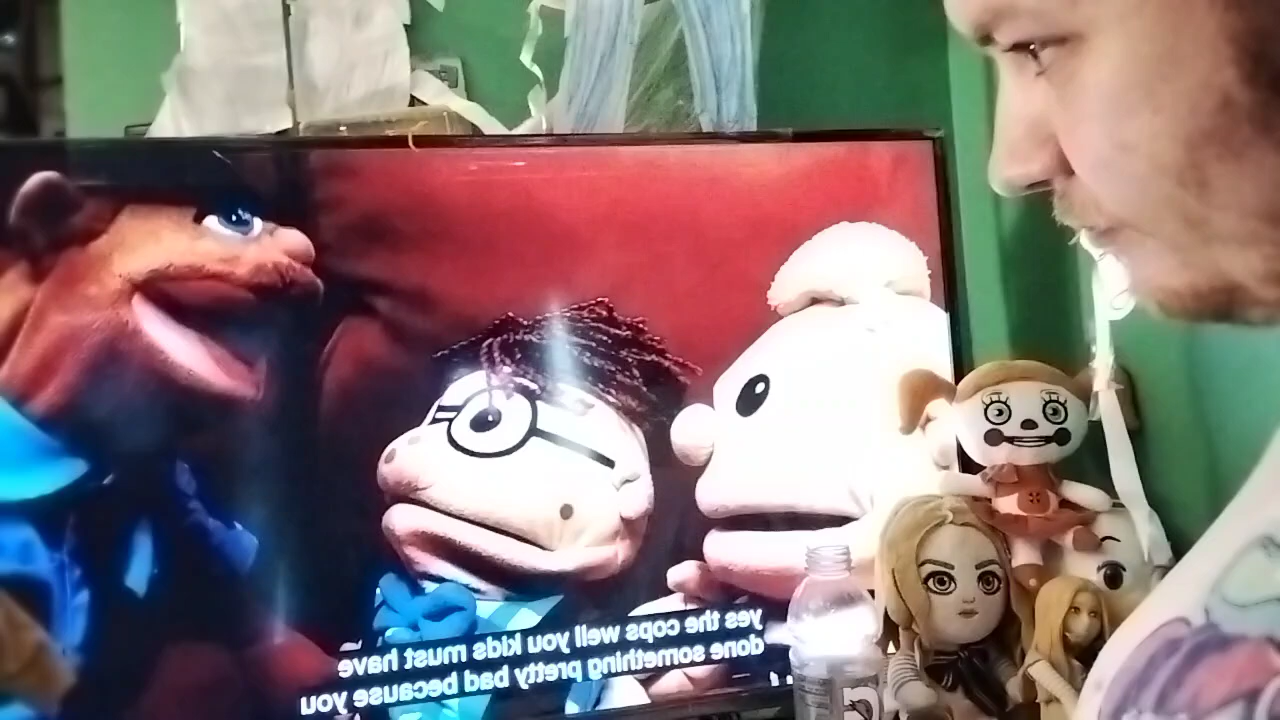 yes the cops well you kids must have
done something pretty bad because you